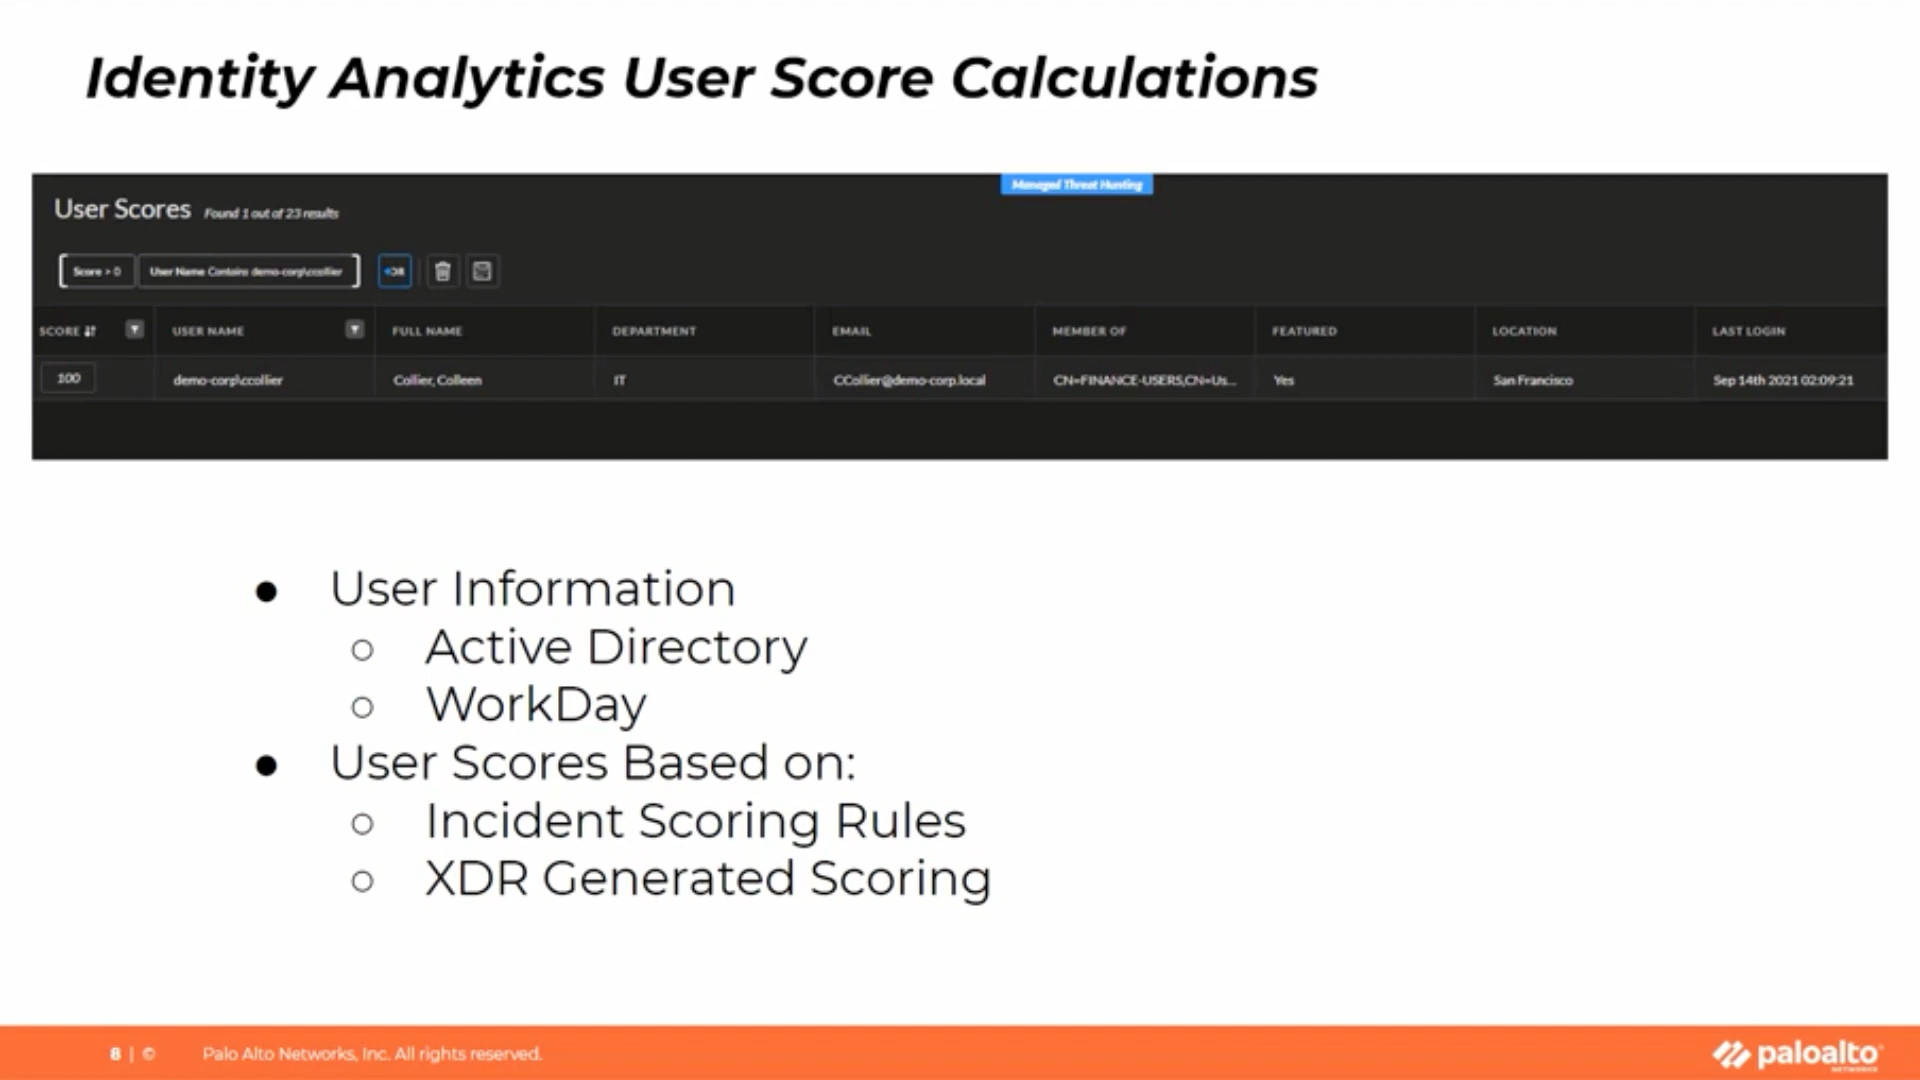 Identity Analytics User Score Calculations
Managed Threat Hunting
User Scores Found 1 out of 23 results
Score > 0 User Name Contains demo-corp\ccollier +OR
SCORE USER NAME FULL NAME DEPARTMENT EMAIL MEMBER OF FEATURED LOCATION LAST LOGIN
100 demo-corp\ccollier Collier, Colleen IT CCollier@demo-corp.local CN=FINANCE-USERS,CN=Us... Yes San Francisco Sep 14th 2021 02:09:21
● User Information
○ Active Directory
○ WorkDay
● User Scores Based on:
○ Incident Scoring Rules
○ XDR Generated Scoring
8 | © Palo Alto Networks, Inc. All rights reserved.
paloalto
NETWORKS